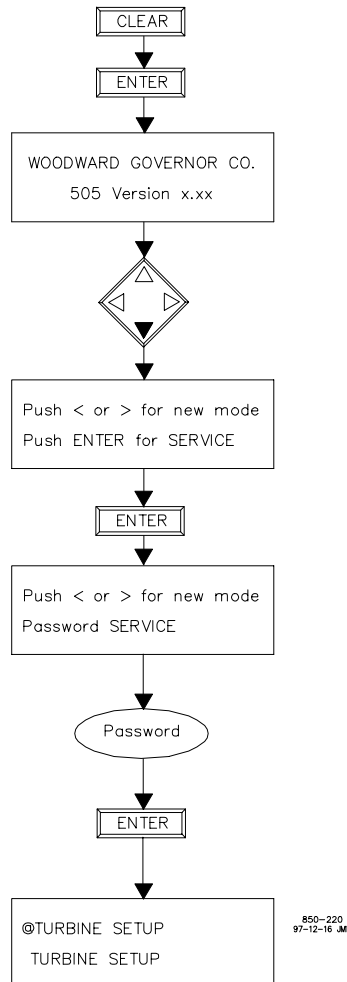 CLEAR
ENTER
WOODWARD GOVERNOR CO.
505 Version x.xx
Push < or > for new mode
Push ENTER for SERVICE
ENTER
Push < or > for new mode
Password SERVICE
Password
ENTER
@TURBINE SETUP
TURBINE SETUP
850-220
97-12-16 JM